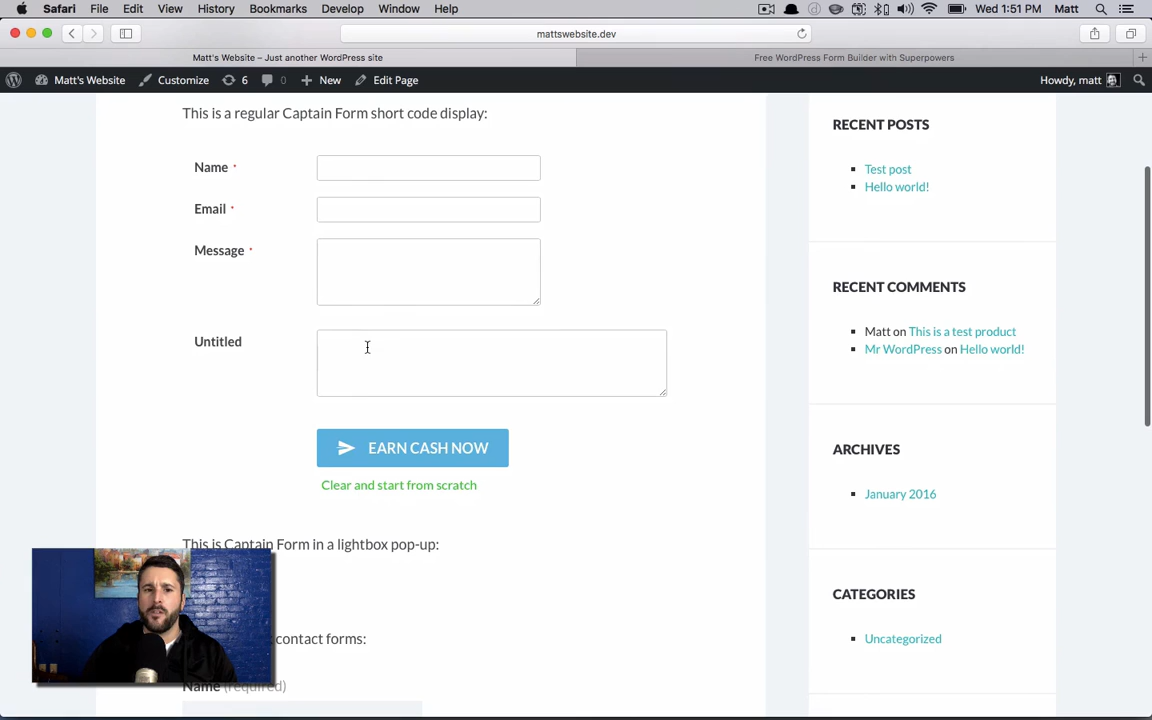 Safari File Edit View History Bookmarks Develop Window Help Wed 1:51 PM Matt
mattswebsite.dev
Matt's Website – Just another WordPress site
Free WordPress Form Builder with Superpowers
Matt's Website Customize 6 0 New Edit Page Howdy, matt
This is a regular Captain Form short code display:
Name *
Email *
Message *
Untitled
EARN CASH NOW
Clear and start from scratch
This is Captain Form in a lightbox pop-up:
contact forms:
Name (required)
RECENT POSTS
Test post
Hello world!
RECENT COMMENTS
Matt on This is a test product
Mr WordPress on Hello world!
ARCHIVES
January 2016
CATEGORIES
Uncategorized